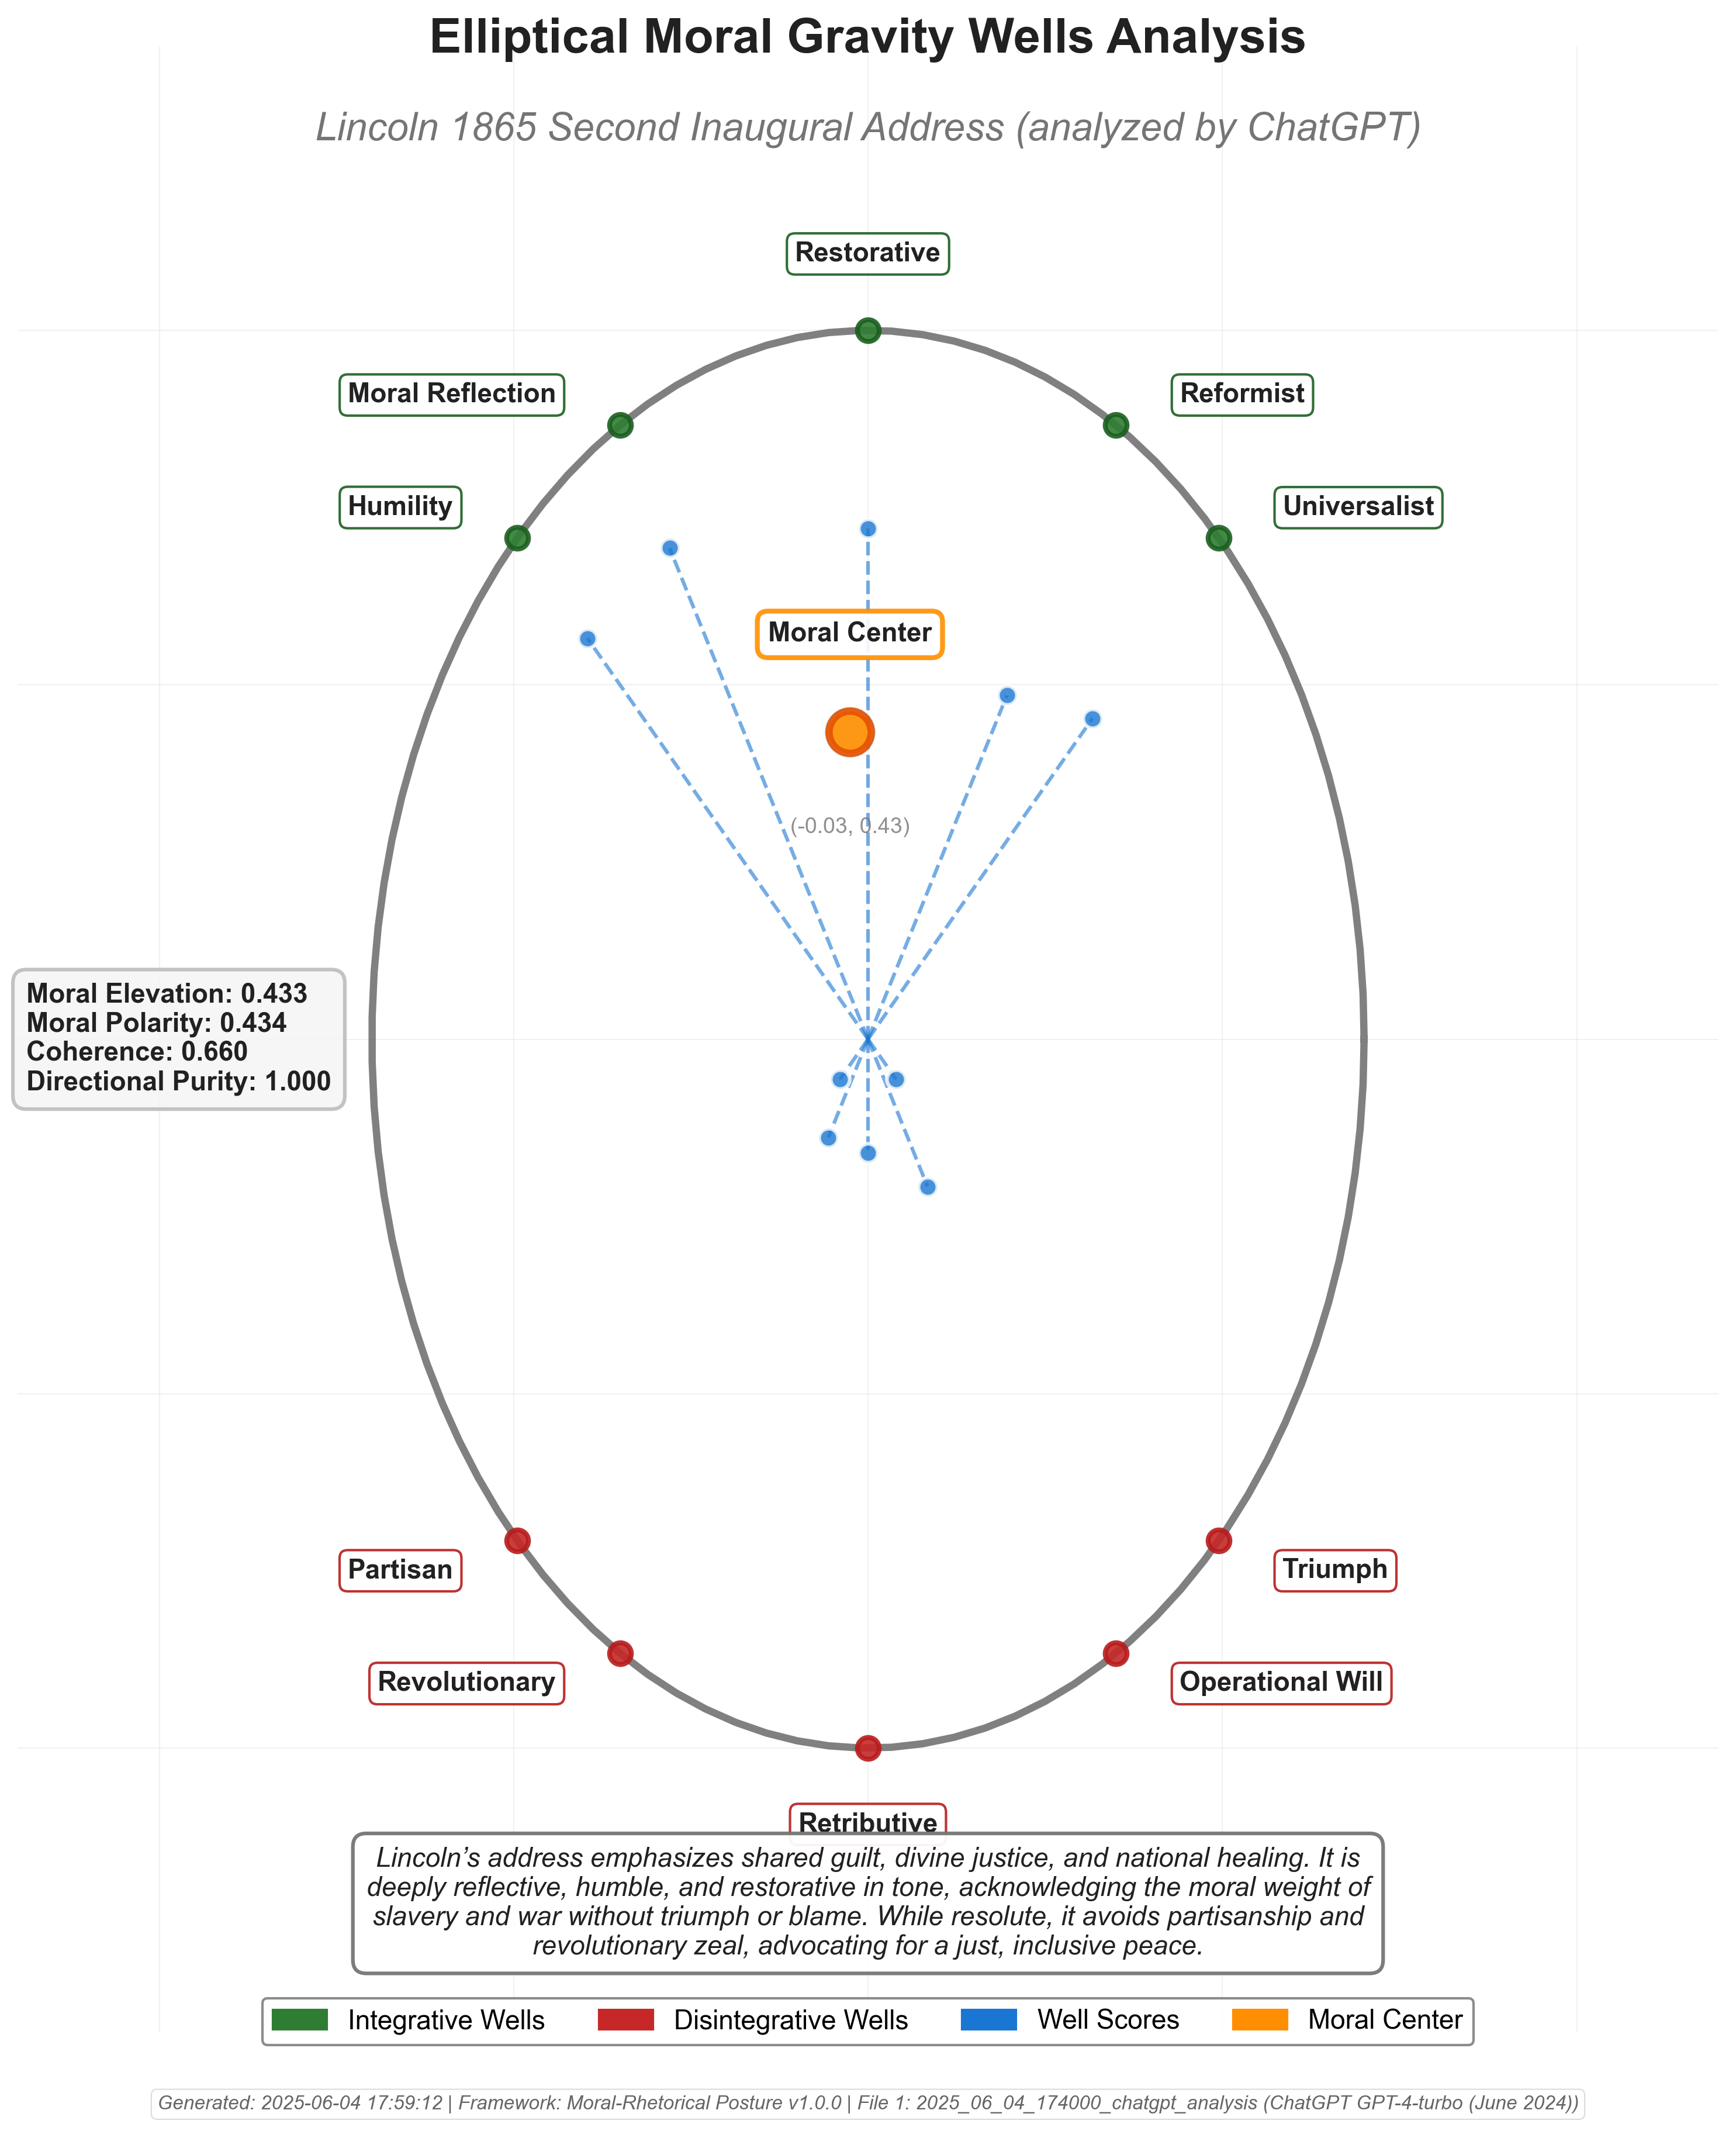 Elliptical Moral Gravity Wells Analysis
Lincoln 1865 Second Inaugural Address (analyzed by ChatGPT)
Restorative
Moral Reflection
Reformist
Humility
Universalist
Moral Center
(-0.03, 0.43)
Moral Elevation: 0.433
Moral Polarity: 0.434
Coherence: 0.660
Directional Purity: 1.000
Partisan
Triumph
Revolutionary
Operational Will
Retributive
Lincoln’s address emphasizes shared guilt, divine justice, and national healing. It is
deeply reflective, humble, and restorative in tone, acknowledging the moral weight of
slavery and war without triumph or blame. While resolute, it avoids partisanship and
revolutionary zeal, advocating for a just, inclusive peace.
Integrative Wells
Disintegrative Wells
Well Scores
Moral Center
Generated: 2025-06-04 17:59:12 | Framework: Moral-Rhetorical Posture v1.0.0 | File 1: 2025_06_04_174000_chatgpt_analysis (ChatGPT GPT-4-turbo (June 2024))